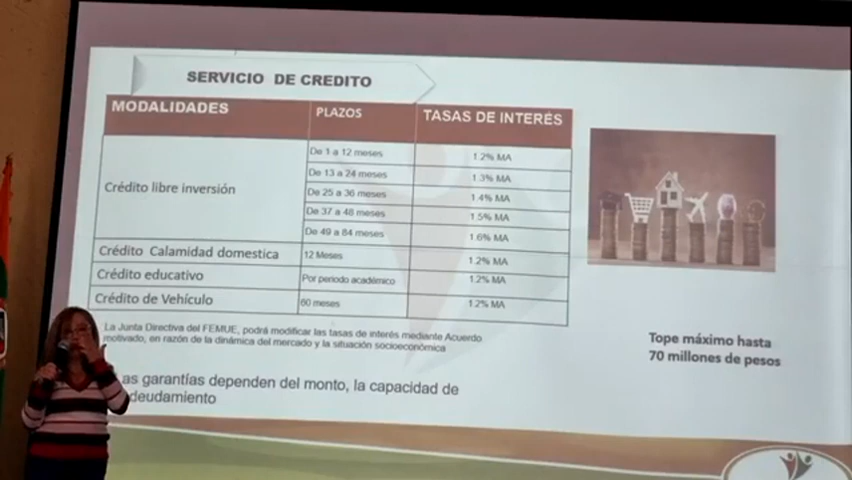 SERVICIO DE CREDITO
MODALIDADES PLAZOS TASAS DE INTERÉS
Crédito libre inversión
De 1 a 12 meses 1.2% MA
De 13 a 24 meses 1.3% MA
De 25 a 36 meses 1.4% MA
De 37 a 48 meses 1.5% MA
De 49 a 84 meses 1.6% MA
Crédito Calamidad domestica 12 Meses 1.2% MA
Crédito educativo Por periodo académico 1.2% MA
Crédito de Vehículo 60 meses 1.2% MA
La Junta Directiva del FEMUE, podrá modificar las tasas de interés mediante Acuerdo
motivado, en razón de la dinámica del mercado y la situación socioeconómica
as garantías dependen del monto, la capacidad de
deudamiento
Tope máximo hasta
70 millones de pesos